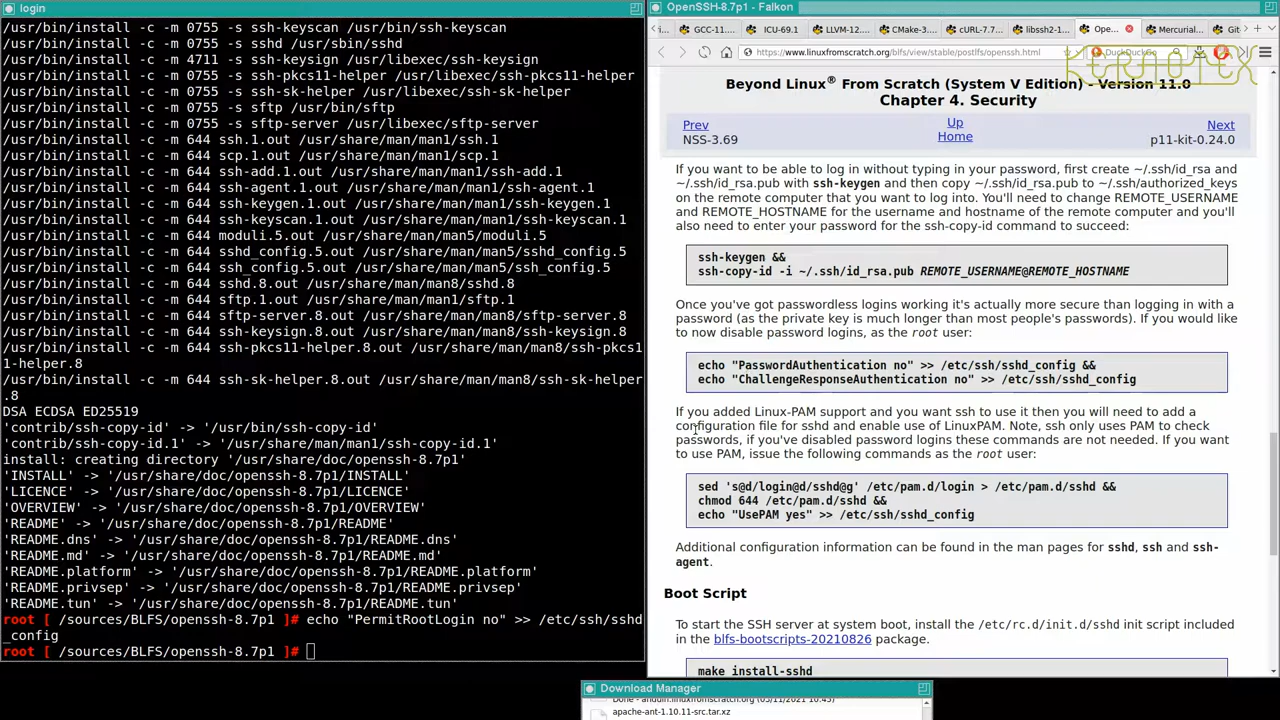 login
/usr/bin/install -c -m 0755 -s ssh-keyscan /usr/bin/ssh-keyscan
/usr/bin/install -c -m 0755 -s sshd /usr/sbin/sshd
/usr/bin/install -c -m 4711 -s ssh-keysign /usr/libexec/ssh-keysign
/usr/bin/install -c -m 0755 -s ssh-pkcs11-helper /usr/libexec/ssh-pkcs11-helper
/usr/bin/install -c -m 0755 -s ssh-sk-helper /usr/libexec/ssh-sk-helper
/usr/bin/install -c -m 0755 -s sftp /usr/bin/sftp
/usr/bin/install -c -m 0755 -s sftp-server /usr/libexec/sftp-server
/usr/bin/install -c -m 644 ssh.1.out /usr/share/man/man1/ssh.1
/usr/bin/install -c -m 644 scp.1.out /usr/share/man/man1/scp.1
/usr/bin/install -c -m 644 ssh-add.1.out /usr/share/man/man1/ssh-add.1
/usr/bin/install -c -m 644 ssh-agent.1.out /usr/share/man/man1/ssh-agent.1
/usr/bin/install -c -m 644 ssh-keygen.1.out /usr/share/man/man1/ssh-keygen.1
/usr/bin/install -c -m 644 ssh-keyscan.1.out /usr/share/man/man1/ssh-keyscan.1
/usr/bin/install -c -m 644 moduli.5.out /usr/share/man/man5/moduli.5
/usr/bin/install -c -m 644 sshd_config.5.out /usr/share/man/man5/sshd_config.5
/usr/bin/install -c -m 644 ssh_config.5.out /usr/share/man/man5/ssh_config.5
/usr/bin/install -c -m 644 sshd.8.out /usr/share/man/man8/sshd.8
/usr/bin/install -c -m 644 sftp.1.out /usr/share/man/man1/sftp.1
/usr/bin/install -c -m 644 sftp-server.8.out /usr/share/man/man8/sftp-server.8
/usr/bin/install -c -m 644 ssh-keysign.8.out /usr/share/man/man8/ssh-keysign.8
/usr/bin/install -c -m 644 ssh-pkcs11-helper.8.out /usr/share/man/man8/ssh-pkcs1
1-helper.8
/usr/bin/install -c -m 644 ssh-sk-helper.8.out /usr/share/man/man8/ssh-sk-helper
.8
DSA ECDSA ED25519
'contrib/ssh-copy-id' -> '/usr/bin/ssh-copy-id'
'contrib/ssh-copy-id.1' -> '/usr/share/man/man1/ssh-copy-id.1'
install: creating directory '/usr/share/doc/openssh-8.7p1'
'INSTALL' -> '/usr/share/doc/openssh-8.7p1/INSTALL'
'LICENCE' -> '/usr/share/doc/openssh-8.7p1/LICENCE'
'OVERVIEW' -> '/usr/share/doc/openssh-8.7p1/OVERVIEW'
'README' -> '/usr/share/doc/openssh-8.7p1/README'
'README.dns' -> '/usr/share/doc/openssh-8.7p1/README.dns'
'README.md' -> '/usr/share/doc/openssh-8.7p1/README.md'
'README.platform' -> '/usr/share/doc/openssh-8.7p1/README.platform'
'README.privsep' -> '/usr/share/doc/openssh-8.7p1/README.privsep'
'README.tun' -> '/usr/share/doc/openssh-8.7p1/README.tun'
root [ /sources/BLFS/openssh-8.7p1 ]# echo "PermitRootLogin no" >> /etc/ssh/sshd
_config
root [ /sources/BLFS/openssh-8.7p1 ]#
OpenSSH-8.7p1 - Falkon
GCC-11.... ICU-69.1 LLVM-12.... CMake-3.... cURL-7.7... libssh2-1... Ope... Mercurial... Git
https://www.linuxfromscratch.org/blfs/view/stable/postlfs/openssh.html DuckDuckGo
KERNOTEX
Beyond Linux® From Scratch (System V Edition) - Version 11.0
Chapter 4. Security
Prev Up Next
NSS-3.69 Home p11-kit-0.24.0
If you want to be able to log in without typing in your password, first create ~/.ssh/id_rsa and
~/.ssh/id_rsa.pub with ssh-keygen and then copy ~/.ssh/id_rsa.pub to ~/.ssh/authorized_keys
on the remote computer that you want to log into. You'll need to change REMOTE_USERNAME
and REMOTE_HOSTNAME for the username and hostname of the remote computer and you'll
also need to enter your password for the ssh-copy-id command to succeed:
ssh-keygen &&
ssh-copy-id -i ~/.ssh/id_rsa.pub REMOTE_USERNAME@REMOTE_HOSTNAME
Once you've got passwordless logins working it's actually more secure than logging in with a
password (as the private key is much longer than most people's passwords). If you would like
to now disable password logins, as the root user:
echo "PasswordAuthentication no" >> /etc/ssh/sshd_config &&
echo "ChallengeResponseAuthentication no" >> /etc/ssh/sshd_config
If you added Linux-PAM support and you want ssh to use it then you will need to add a
configuration file for sshd and enable use of LinuxPAM. Note, ssh only uses PAM to check
passwords, if you've disabled password logins these commands are not needed. If you want
to use PAM, issue the following commands as the root user:
sed 's@d/login@d/sshd@g' /etc/pam.d/login > /etc/pam.d/sshd &&
chmod 644 /etc/pam.d/sshd &&
echo "UsePAM yes" >> /etc/ssh/sshd_config
Additional configuration information can be found in the man pages for sshd, ssh and ssh-
agent.
Boot Script
To start the SSH server at system boot, install the /etc/rc.d/init.d/sshd init script included
in the blfs-bootscripts-20210826 package.
make install-sshd
Download Manager
Done - anduin.linuxfromscratch.org (05/11/2021 10:45)
apache-ant-1.10.11-src.tar.xz